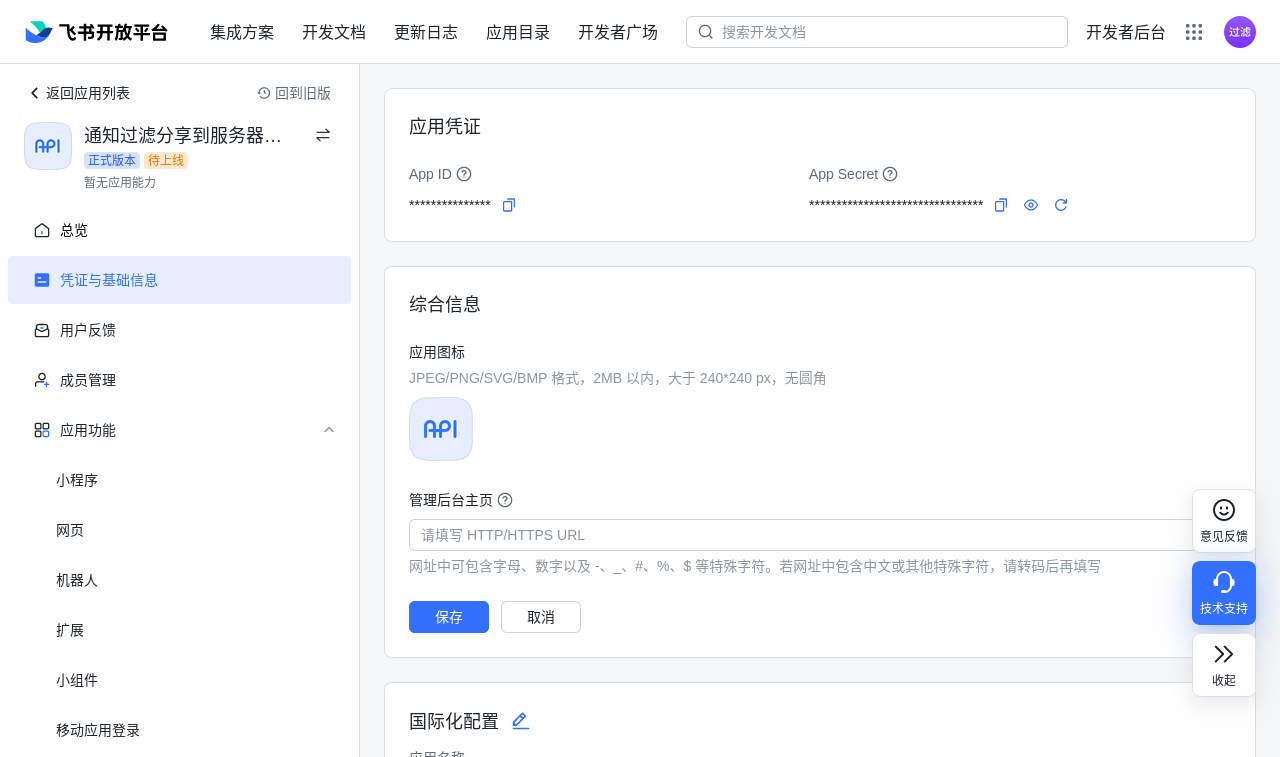 飞书开放平台 集成方案 开发文档 更新日志 应用目录 开发者广场 搜索开发文档 开发者后台 过滤
返回应用列表 回到旧版
API 通知过滤分享到服务器...
正式版本 待上线
暂无应用能力
总览
凭证与基础信息
用户反馈
成员管理
应用功能
小程序
网页
机器人
扩展
小组件
移动应用登录
应用凭证
App ID App Secret
*************** ********************************
综合信息
应用图标
JPEG/PNG/SVG/BMP 格式，2MB 以内，大于 240*240 px，无圆角
API
管理后台主页
请填写 HTTP/HTTPS URL
网址中可包含字母、数字以及 -、_、#、%、$ 等特殊字符。若网址中包含中文或其他特殊字符，请转码后再填写
保存 取消
国际化配置
应用名称
意见反馈
技术支持
收起